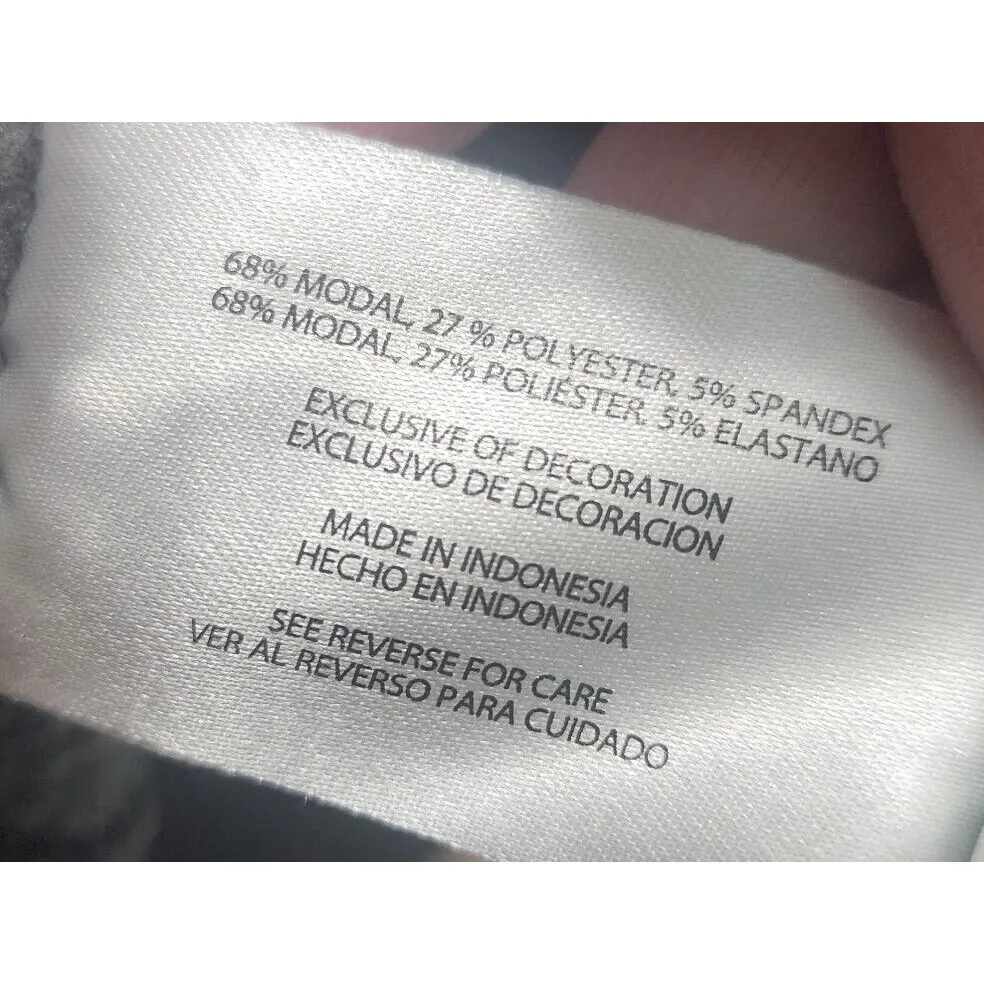 68% MODAL, 27 % POLYESTER, 5% SPANDEX
68% MODAL, 27% POLIÉSTER, 5% ELASTANO
EXCLUSIVE OF DECORATION
EXCLUSIVO DE DECORACION
MADE IN INDONESIA
HECHO EN INDONESIA
SEE REVERSE FOR CARE
VER AL REVERSO PARA CUIDADO